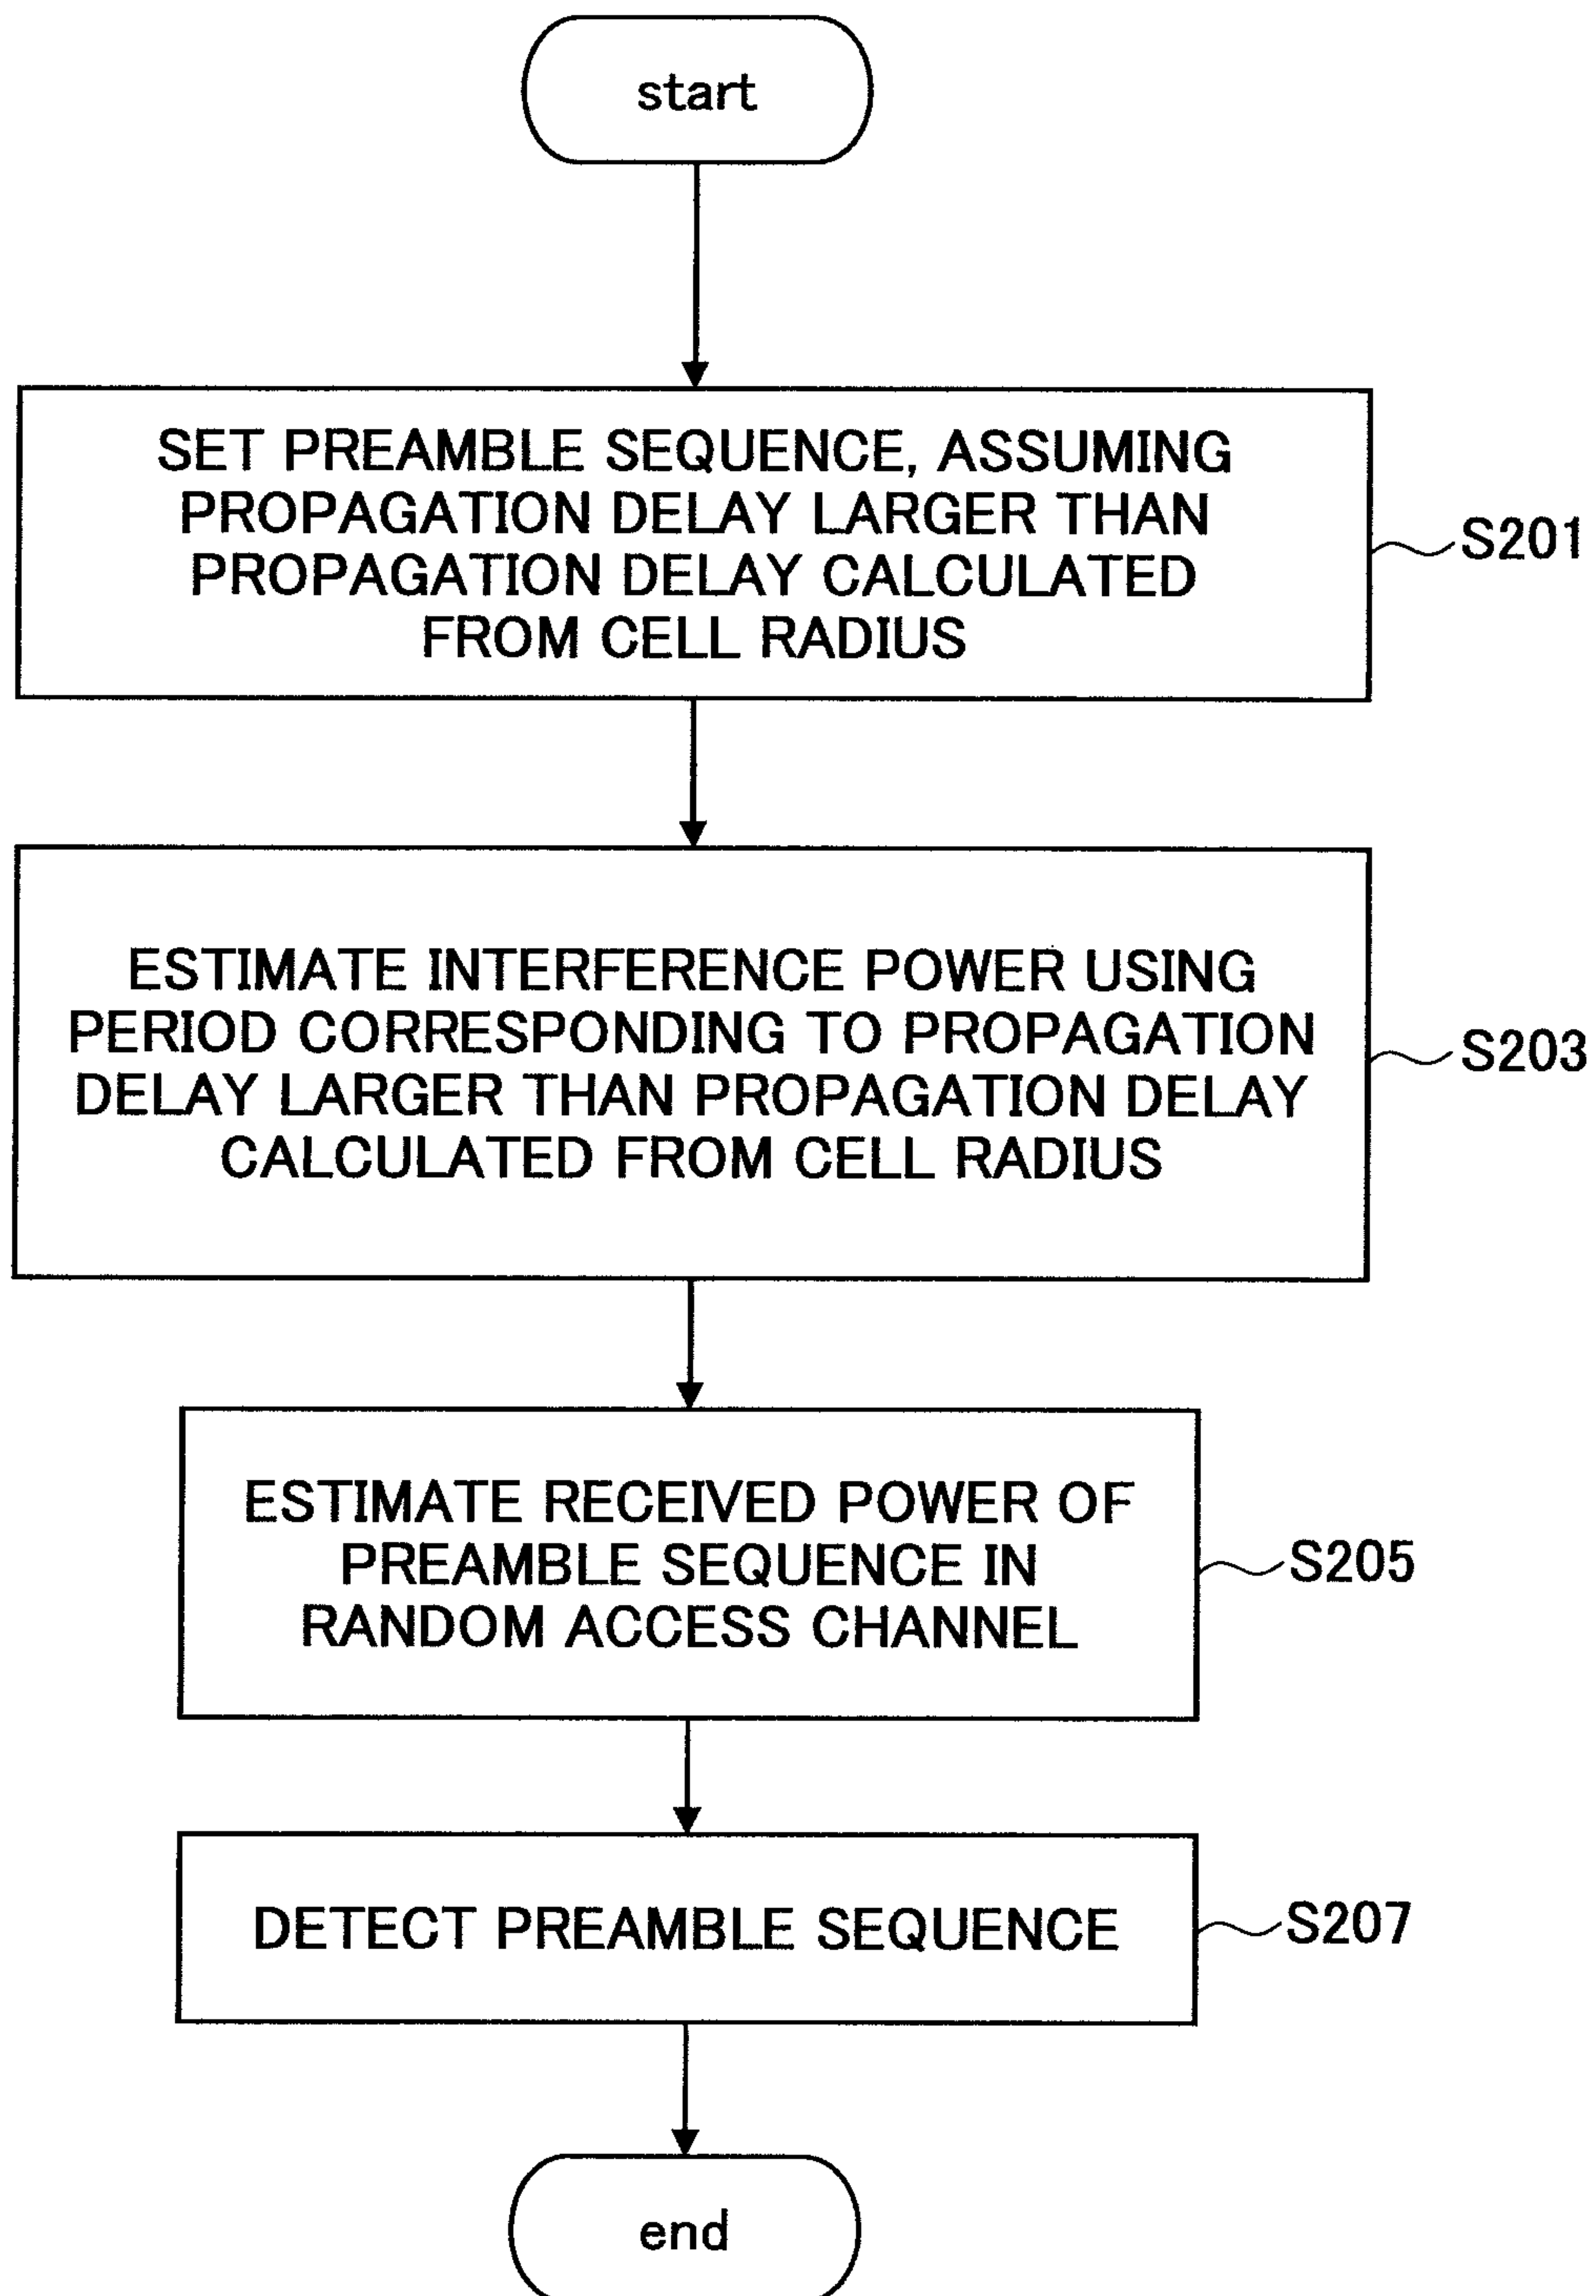 start
SET PREAMBLE SEQUENCE, ASSUMING
PROPAGATION DELAY LARGER THAN
PROPAGATION DELAY CALCULATED
FROM CELL RADIUS
S201
ESTIMATE INTERFERENCE POWER USING
PERIOD CORRESPONDING TO PROPAGATION
DELAY LARGER THAN PROPAGATION DELAY
CALCULATED FROM CELL RADIUS
S203
ESTIMATE RECEIVED POWER OF
PREAMBLE SEQUENCE IN
RANDOM ACCESS CHANNEL
S205
DETECT PREAMBLE SEQUENCE
S207
end